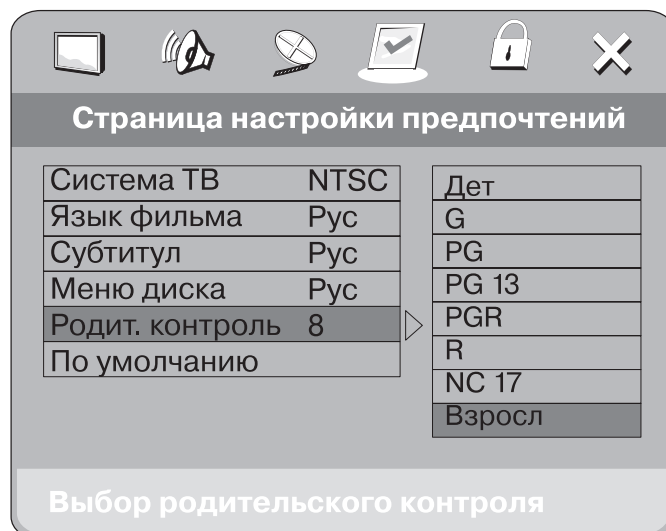 Страница настройки предпочтений
Система ТВ NTSC
Язык фильма Рус
Субтитул Рус
Меню диска Рус
Родит. контроль 8
По умолчанию
Дет
G
PG
PG 13
PGR
R
NC 17
Взросл
Выбор родительского контроля